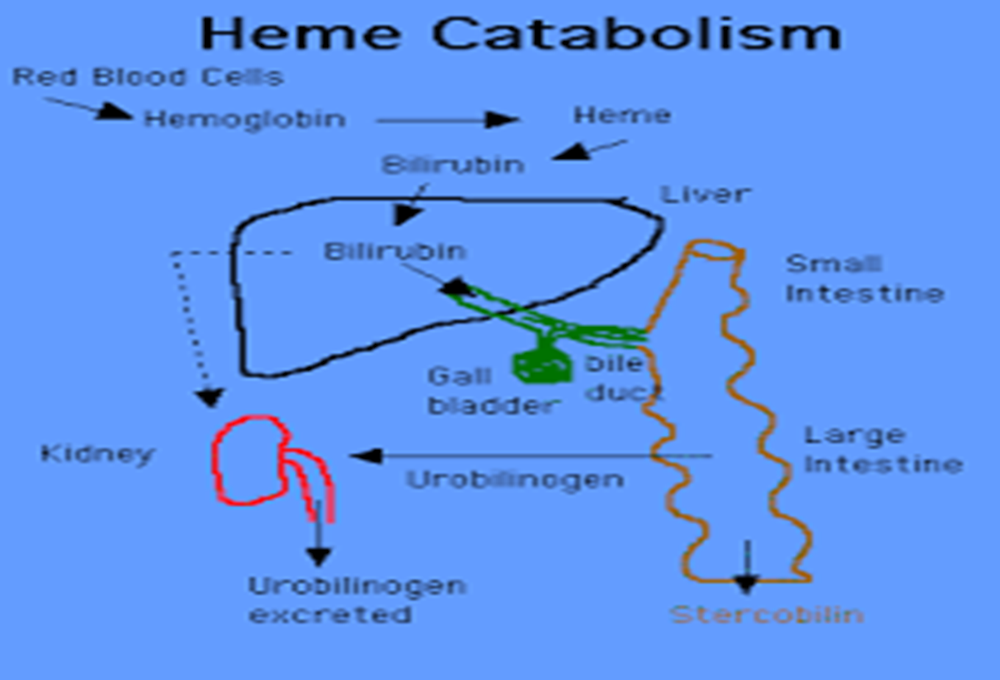 Heme Catabolism
Red Blood Cells
Hemoglobin
Heme
Bilirubin
Liver
Bilirubin
Small
Intestine
Gall
bladder
bile
duct
Large
Intestine
Kidney
Urobilinogen
Urobilinogen
excreted
Stercobilin